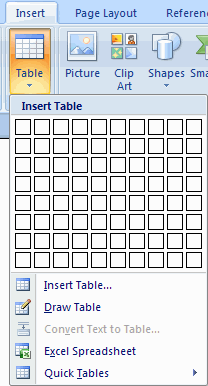 Insert Page Layout Referenc
Table Picture Clip Art Shapes Sma
Insert Table
Insert Table...
Draw Table
Convert Text to Table...
Excel Spreadsheet
Quick Tables